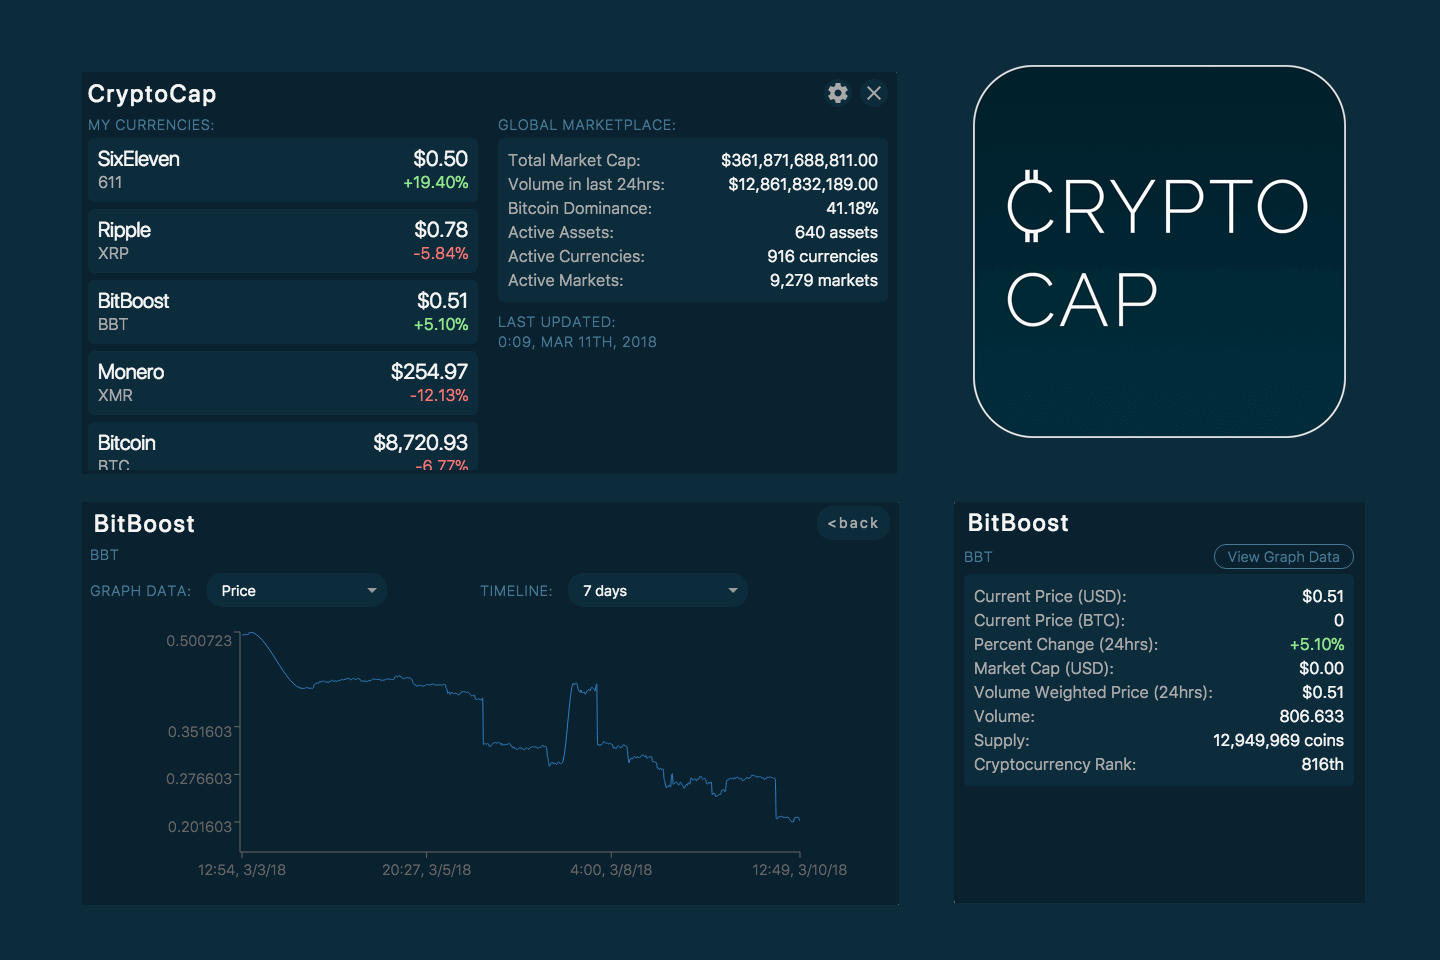 CryptoCap
MY CURRENCIES:
SixEleven $0.50
611 +19.40%
Ripple $0.78
XRP -5.84%
BitBoost $0.51
BBT +5.10%
Monero $254.97
XMR -12.13%
Bitcoin $8,720.93
BTC -6.77%
GLOBAL MARKETPLACE:
Total Market Cap: $361,871,688,811.00
Volume in last 24hrs: $12,861,832,189.00
Bitcoin Dominance: 41.18%
Active Assets: 640 assets
Active Currencies: 916 currencies
Active Markets: 9,279 markets
LAST UPDATED:
0:09, MAR 11TH, 2018
CRYPTO
CAP
BitBoost <back
BBT
GRAPH DATA: Price TIMELINE: 7 days
0.500723
0.351603
0.276603
0.201603
12:54, 3/3/18 20:27, 3/5/18 4:00, 3/8/18 12:49, 3/10/18
BitBoost
BBT View Graph Data
Current Price (USD): $0.51
Current Price (BTC): 0
Percent Change (24hrs): +5.10%
Market Cap (USD): $0.00
Volume Weighted Price (24hrs): $0.51
Volume: 806.633
Supply: 12,949,969 coins
Cryptocurrency Rank: 816th